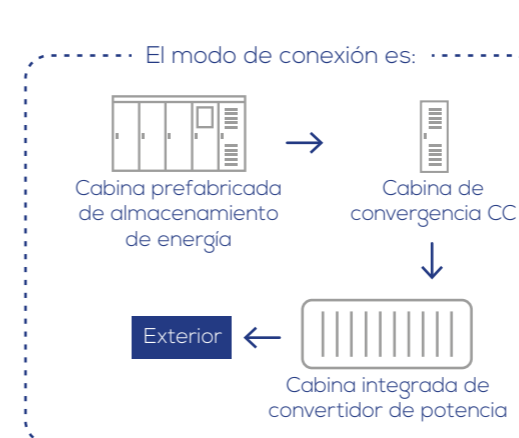 El modo de conexión es:
Cabina prefabricada
de almacenamiento
de energía
Cabina de
convergencia CC
Exterior
Cabina integrada de
convertidor de potencia